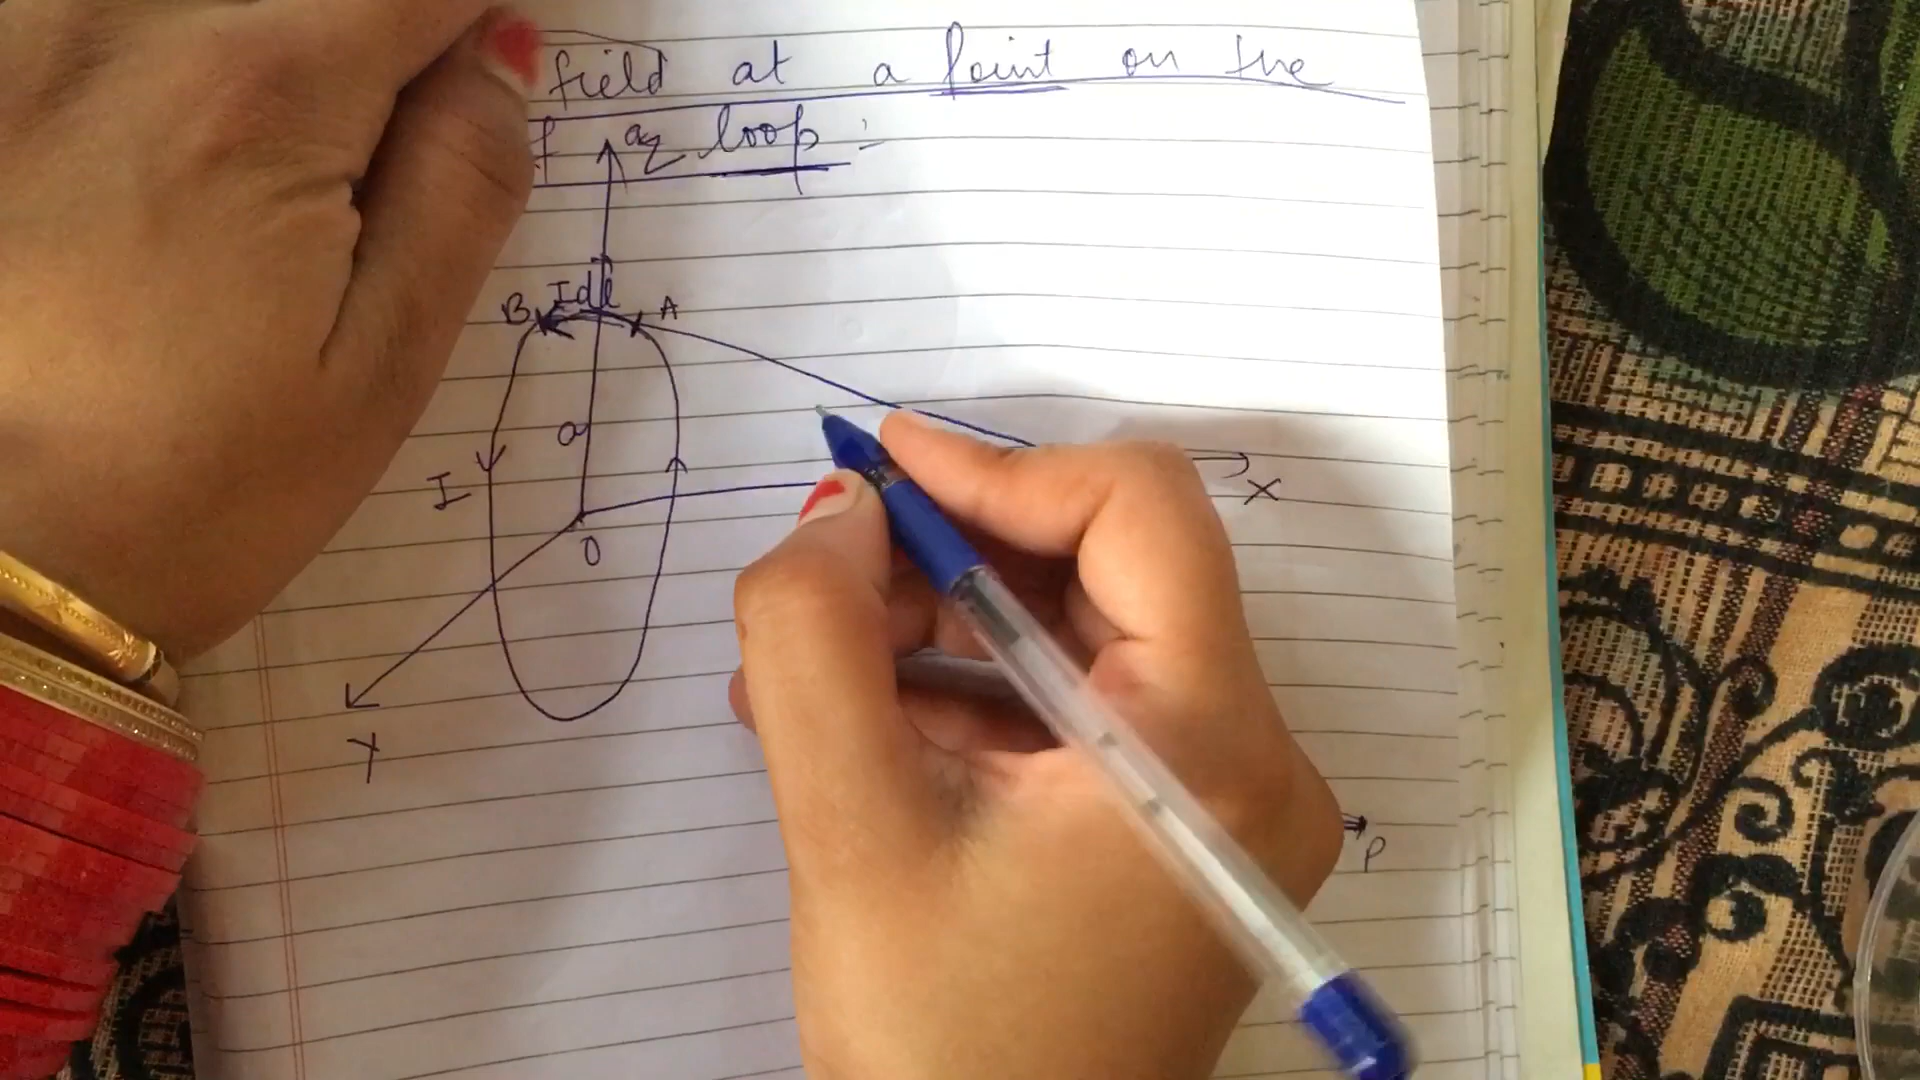 field at a Point on the
f a loop :
Idl
B
A
a
I
X
O
Y
P